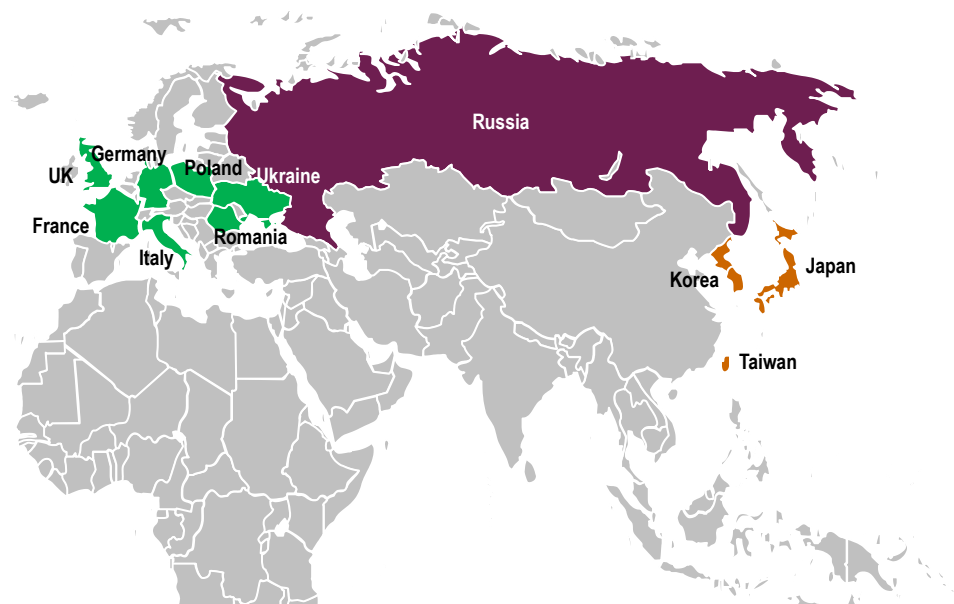 Russia
Germany
Poland
UK
Ukraine
France
Romania
Italy
Korea
Japan
Taiwan